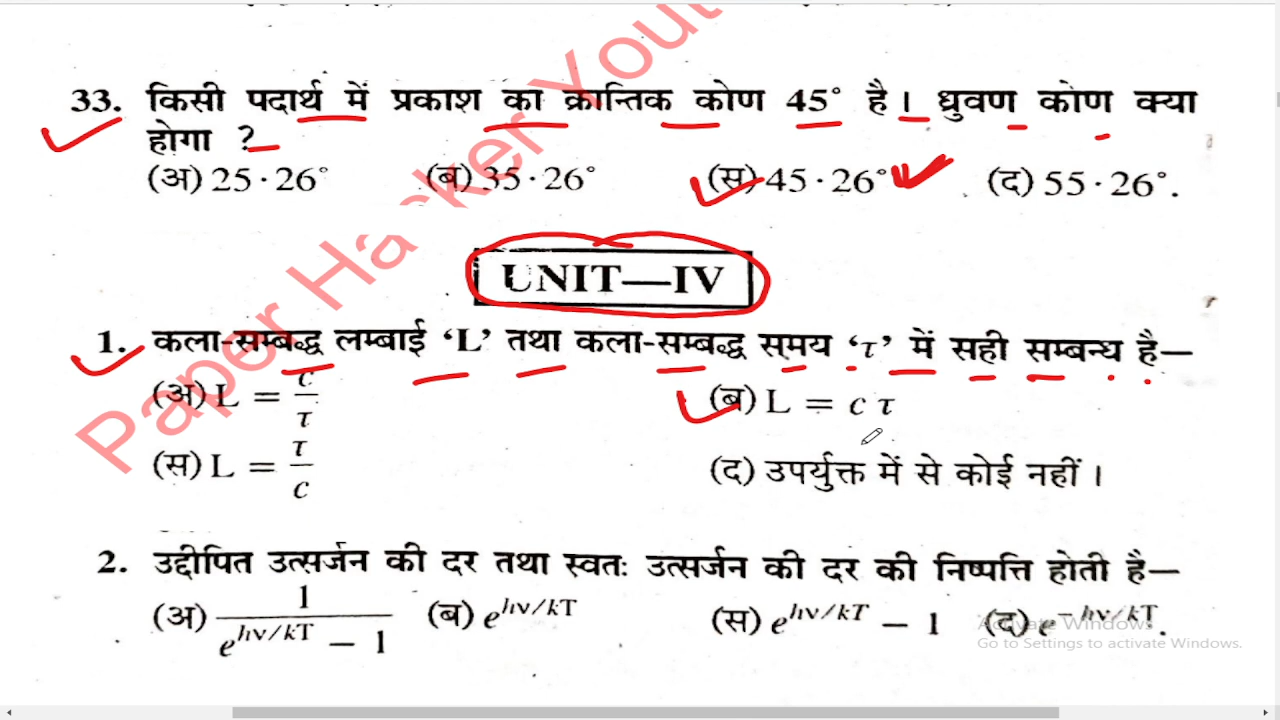 33. किसी पदार्थ में प्रकाश का क्रान्तिक कोण 45° है। ध्रुवण कोण क्या
होगा ?
(अ) 25·26° (ब) 35·26° (स) 45·26° (द) 55·26°.
UNIT—IV
1. कला-सम्बद्ध लम्बाई ‘L’ तथा कला-सम्बद्ध समय ‘τ’ में सही सम्बन्ध है—
(अ) L = c/τ (ब) L = c τ
(स) L = τ/c (द) उपर्युक्त में से कोई नहीं।
2. उद्दीपित उत्सर्जन की दर तथा स्वतः उत्सर्जन की दर की निष्पत्ति होती है—
(अ) 1/(e^{hν/kT} − 1) (ब) e^{hν/kT} (स) e^{hν/kT} − 1 (द) e^{−hν/kT}.
Paper Hacker You
Activate Windows
Go to Settings to activate Windows.